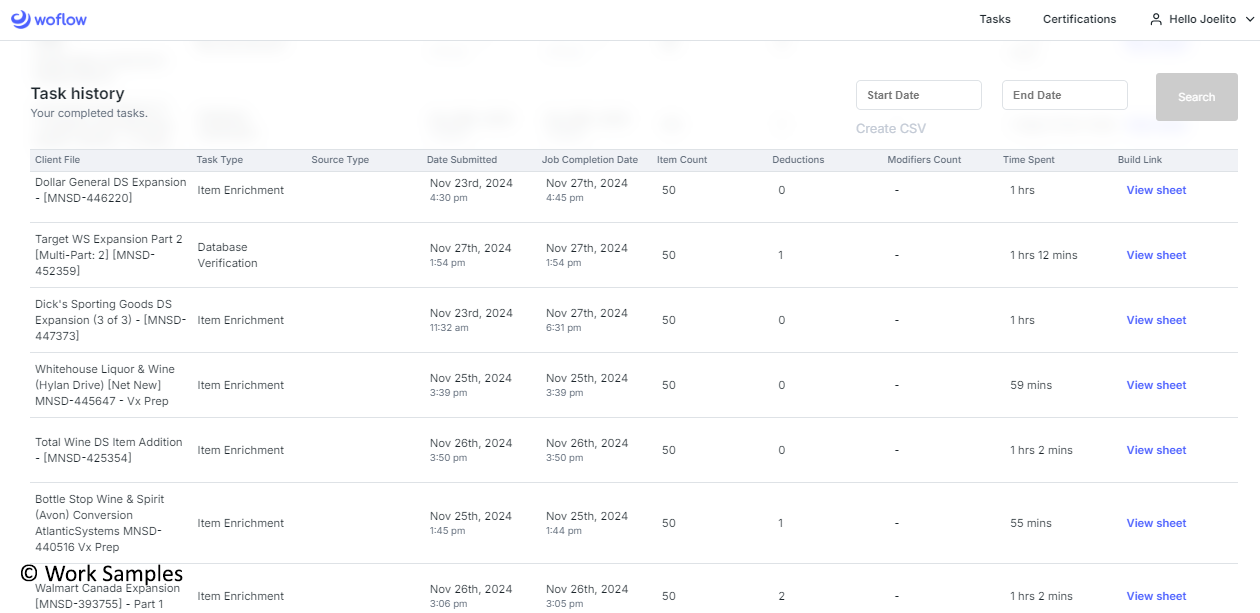 woflow
Tasks Certifications Hello Joelito
Task history
Your completed tasks.
Start Date End Date Search
Create CSV
Client File Task Type Source Type Date Submitted Job Completion Date Item Count Deductions Modifiers Count Time Spent Build Link
Dollar General DS Expansion
- [MNSD-446220]
Item Enrichment
Nov 23rd, 2024
4:30 pm
Nov 27th, 2024
4:45 pm
50 0 - 1 hrs View sheet
Target WS Expansion Part 2
[Multi-Part: 2] [MNSD-
452359]
Database
Verification
Nov 27th, 2024
1:54 pm
Nov 27th, 2024
1:54 pm
50 1 - 1 hrs 12 mins View sheet
Dick's Sporting Goods DS
Expansion (3 of 3) - [MNSD-
447373]
Item Enrichment
Nov 23rd, 2024
11:32 am
Nov 27th, 2024
6:31 pm
50 0 - 1 hrs View sheet
Whitehouse Liquor & Wine
(Hylan Drive) [Net New]
MNSD-445647 - Vx Prep
Item Enrichment
Nov 25th, 2024
3:39 pm
Nov 25th, 2024
3:39 pm
50 0 - 59 mins View sheet
Total Wine DS Item Addition
- [MNSD-425354]
Item Enrichment
Nov 26th, 2024
3:50 pm
Nov 26th, 2024
3:50 pm
50 0 - 1 hrs 2 mins View sheet
Bottle Stop Wine & Spirit
(Avon) Conversion
AtlanticSystems MNSD-
440516 Vx Prep
Item Enrichment
Nov 25th, 2024
1:45 pm
Nov 25th, 2024
1:44 pm
50 1 - 55 mins View sheet
© Work Samples
Walmart Canada Expansion
[MNSD-393755] - Part 1
Item Enrichment
Nov 26th, 2024
3:06 pm
Nov 26th, 2024
3:05 pm
50 2 - 1 hrs 2 mins View sheet